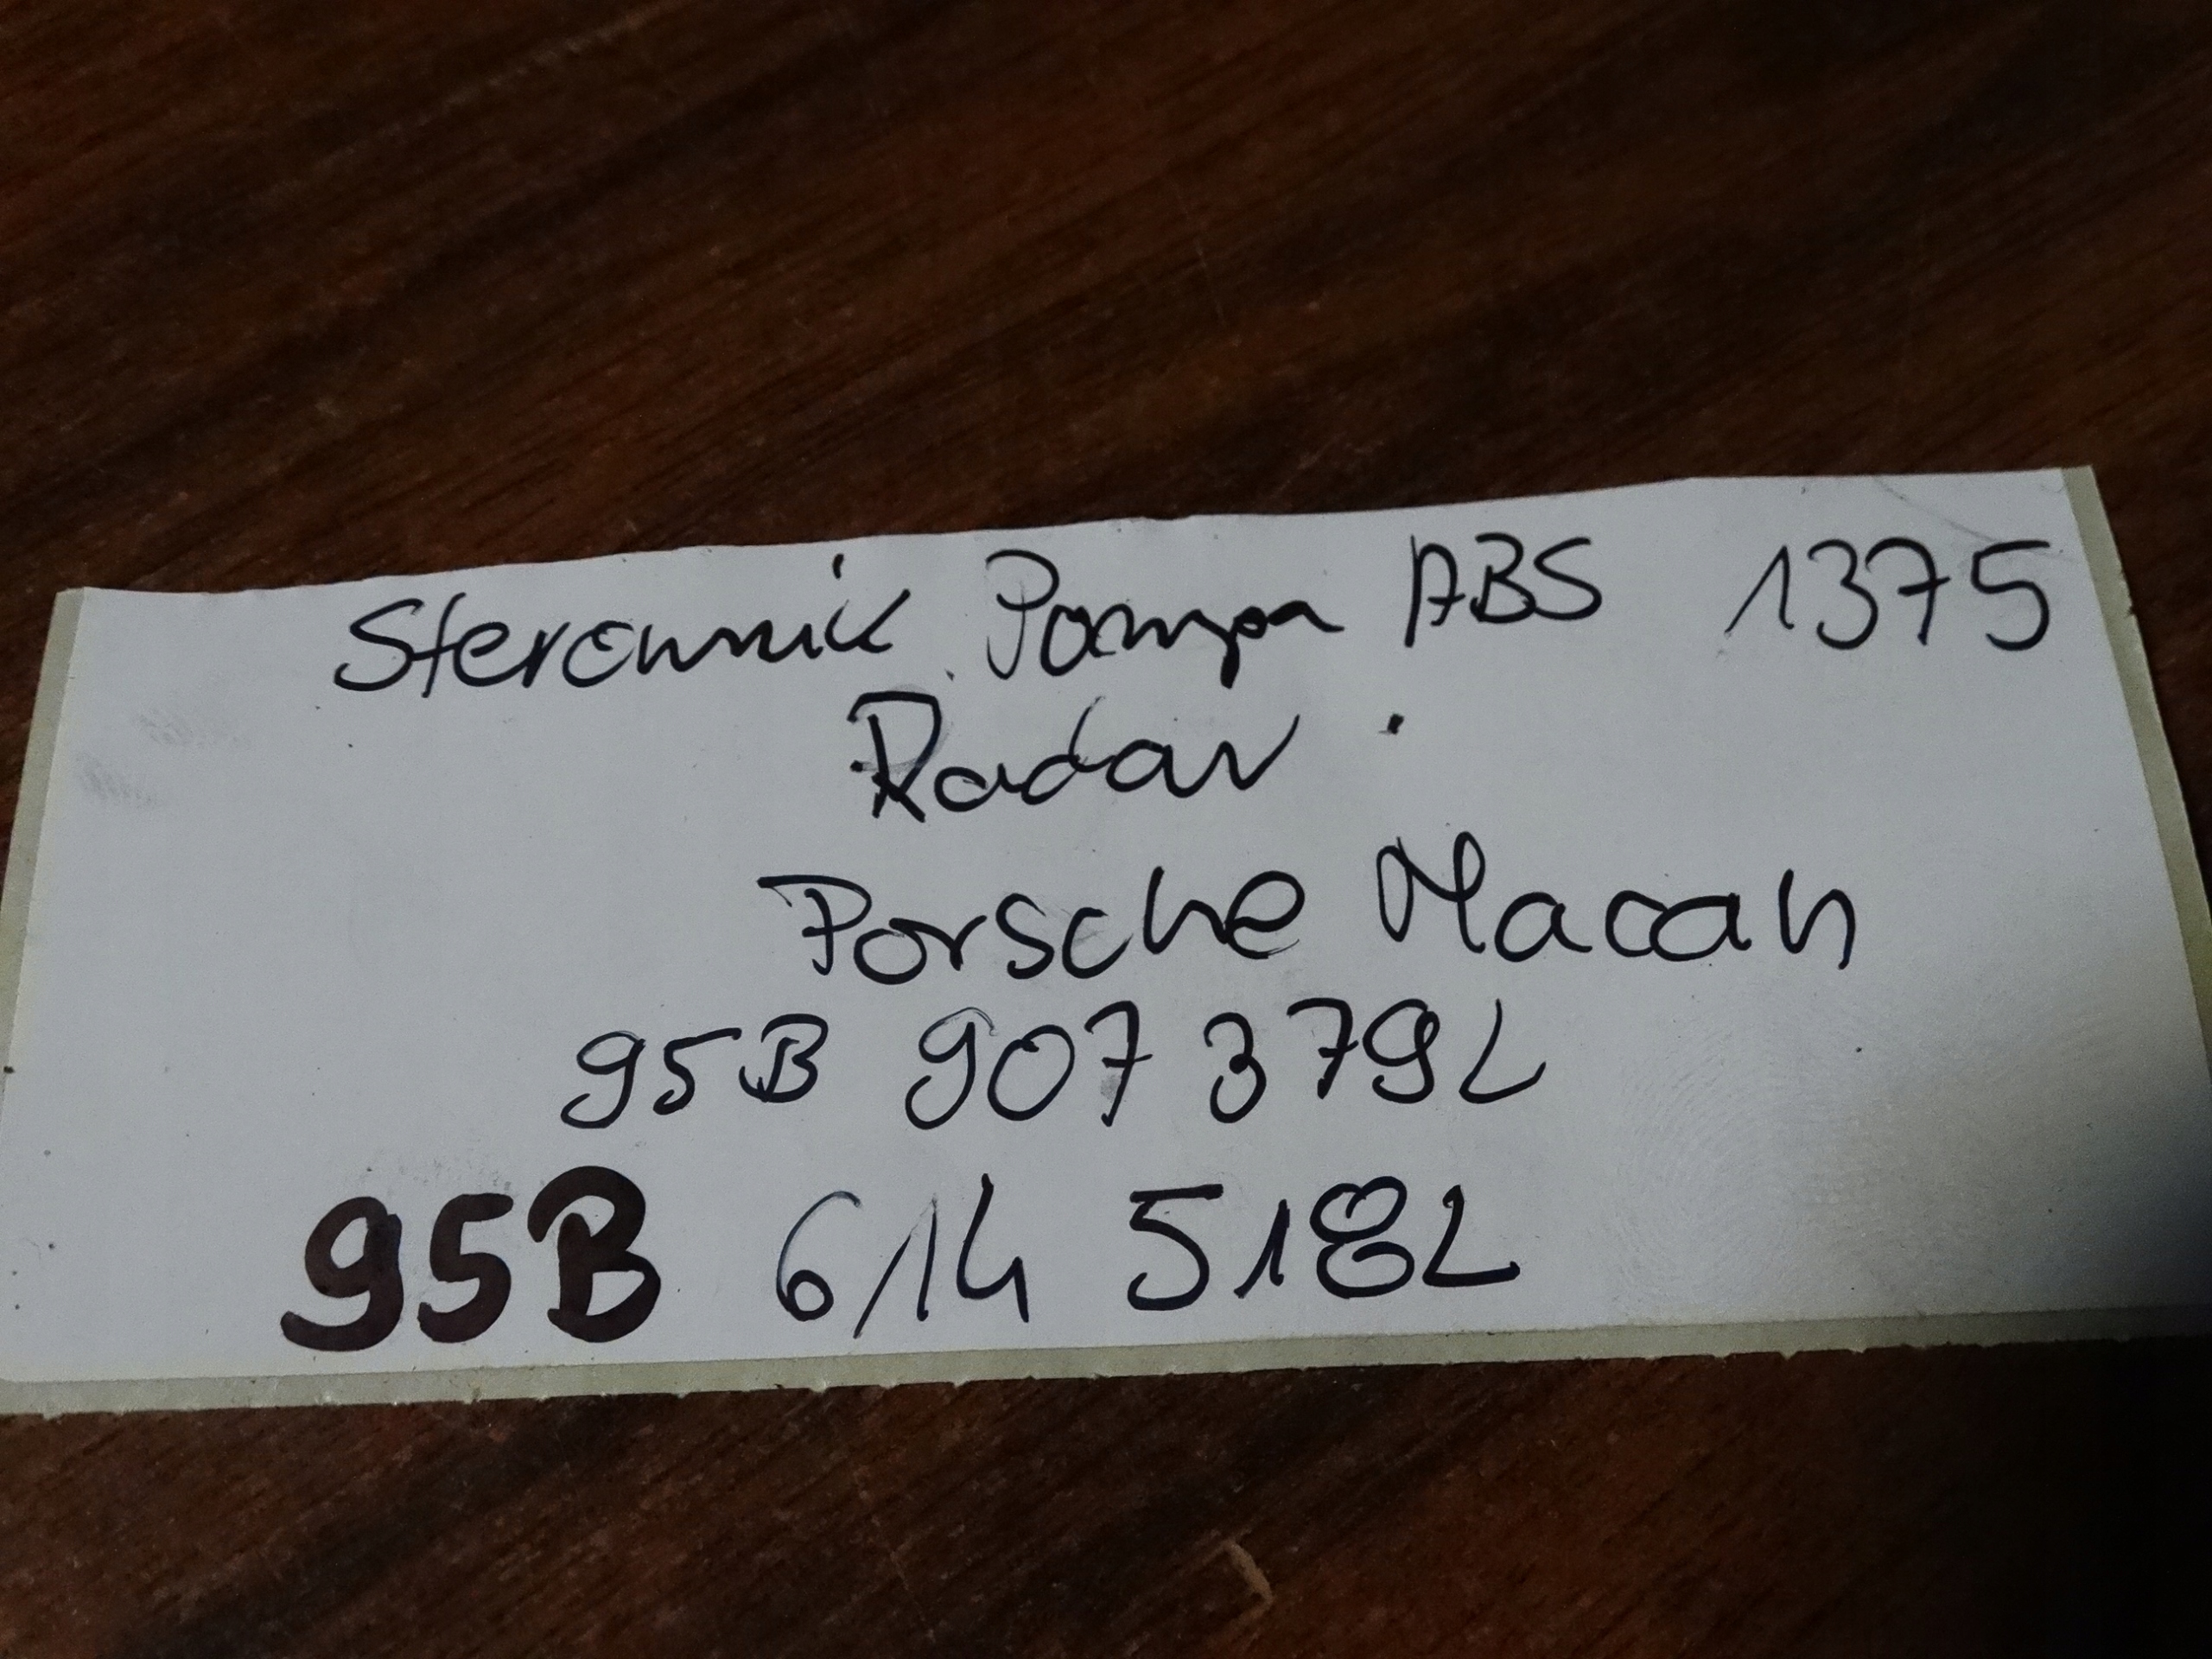 Sterownik Pompa ABS 1375
Radar
Porsche Macan
95B 907 379L
95B 614 518L